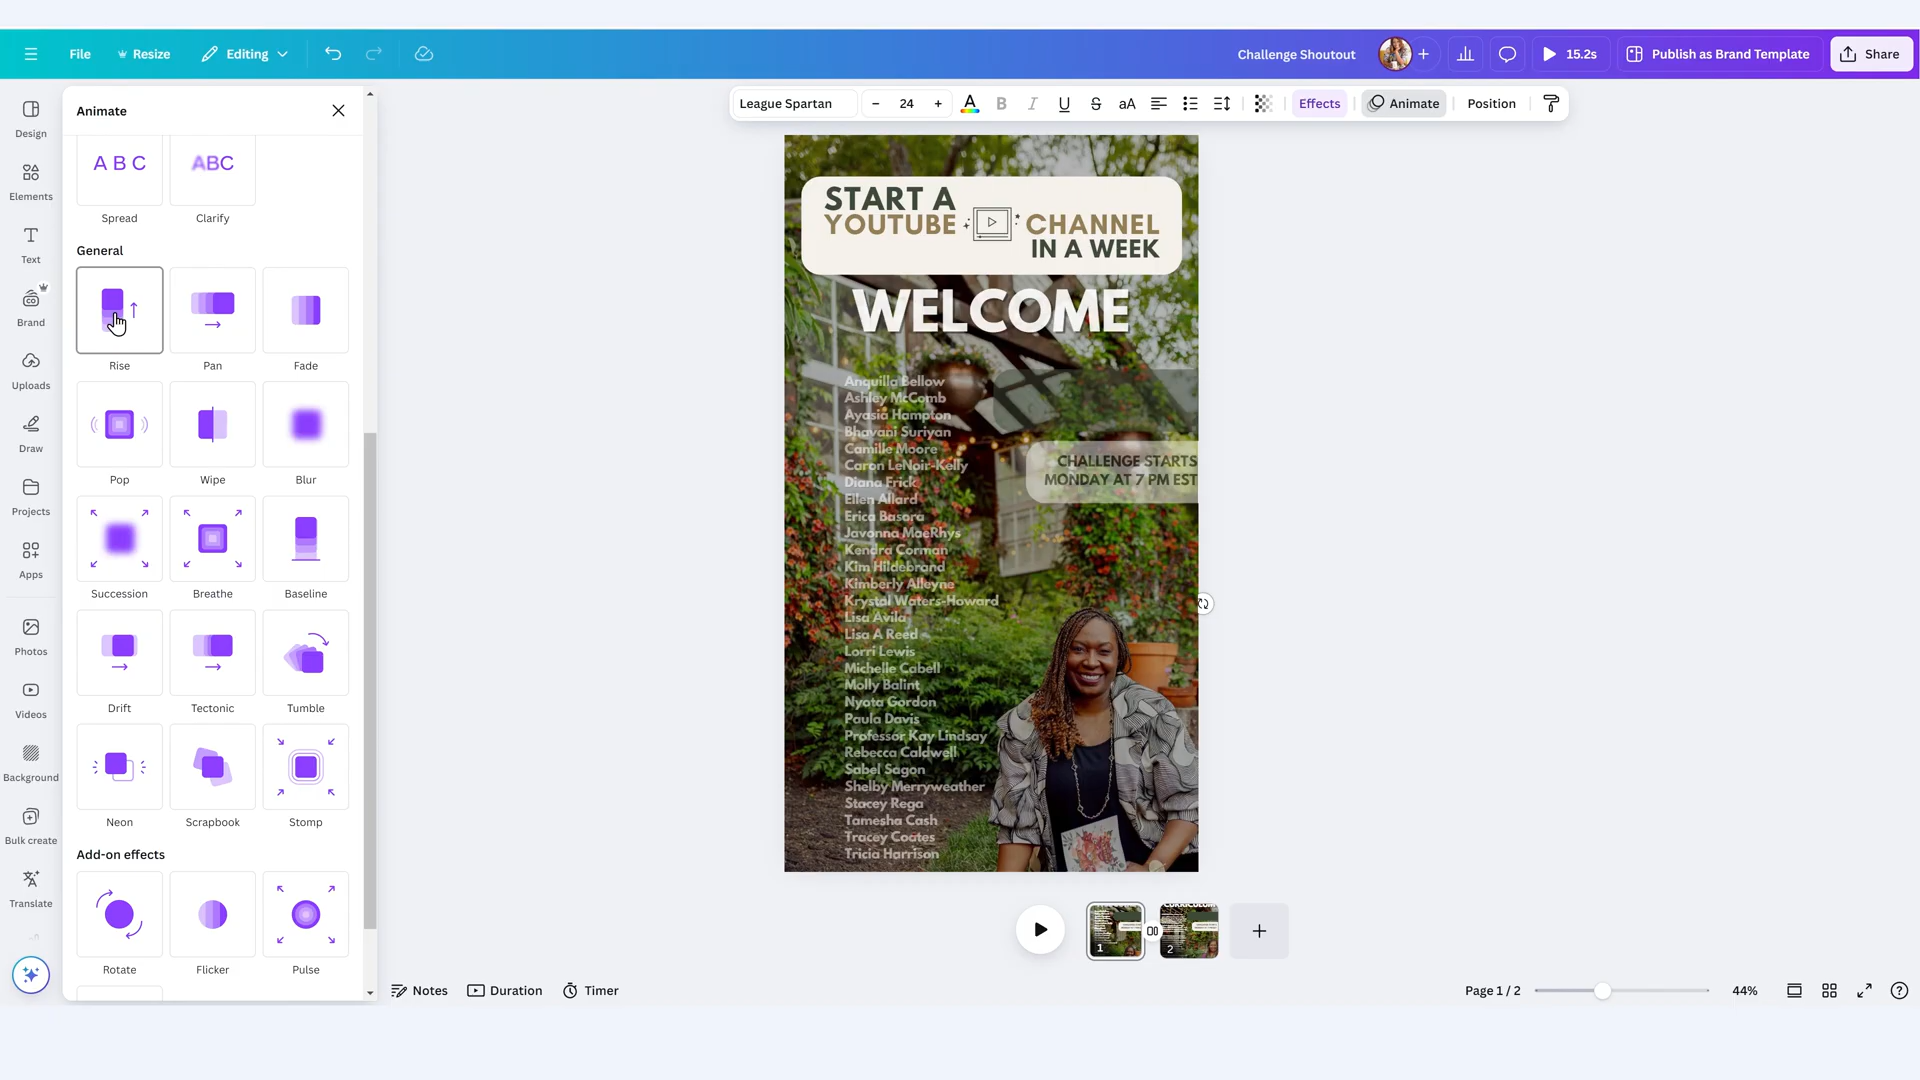 File
Resize
Editing
Challenge Shoutout
15.2s
Publish as Brand Template
Share
Design
Elements
Text
Brand
Uploads
Draw
Projects
Apps
Photos
Videos
Background
Bulk create
Translate
Animate
A B C
ABC
Spread
Clarify
General
Rise
Pan
Fade
Pop
Wipe
Blur
Succession
Breathe
Baseline
Drift
Tectonic
Tumble
Neon
Scrapbook
Stomp
Add-on effects
Rotate
Flicker
Pulse
League Spartan
– 24 +
A B I U S aA
Effects
Animate
Position
START A
YOUTUBE CHANNEL
IN A WEEK
WELCOME
Anquilla Bellow
Ashley McComb
Ayasia Hampton
Bhavani Suriyan
Camille Moore
Caron LeNoir-Kelly
Diana Frick
Ellen Allard
Erica Basora
Javonna MaeRhys
Kendra Corman
Kim Hildebrand
Kimberly Alleyne
Krystal Waters-Howard
Lisa Avila
Lisa A Reed
Lorri Lewis
Michelle Cabell
Molly Balint
Nyota Gordon
Paula Davis
Professor Kay Lindsay
Rebecca Caldwell
Sabel Sagon
Shelby Merryweather
Stacey Rega
Tamesha Cash
Tracey Coates
Tricia Harrison
CHALLENGE STARTS
MONDAY AT 7 PM EST
1
2
Notes
Duration
Timer
Page 1 / 2
44%